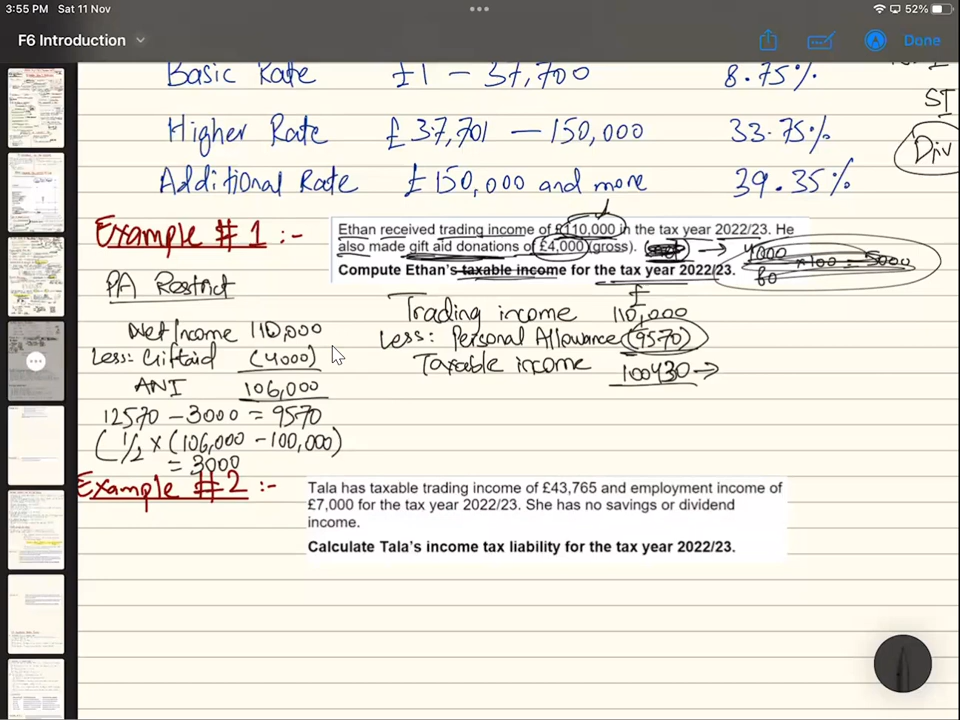 3:55 PM Sat 11 Nov
52%
F6 Introduction
Done
Basic Rate £1 – 37,700 8.75%
Higher Rate £37,701 – 150,000 33.75%
ST
Div
Additional Rate £150,000 and more 39.35%
Example #1 :-
Ethan received trading income of £110,000 in the tax year 2022/23. He
also made gift aid donations of £4,000 (gross).
Compute Ethan's taxable income for the tax year 2022/23.
4000
80
×100 = 5000
PA Restrict
£
Trading income 110,000
Net Income 110,000
Less: Personal Allowance (9570)
Less: Giftaid (4000)
Taxable income 100430 →
ANI 106,000
12570 – 3000 = 9570
(1/2 × (106,000 – 100,000)
= 3000
Example #2 :-
Tala has taxable trading income of £43,765 and employment income of
£7,000 for the tax year 2022/23. She has no savings or dividend
income.
Calculate Tala's income tax liability for the tax year 2022/23.